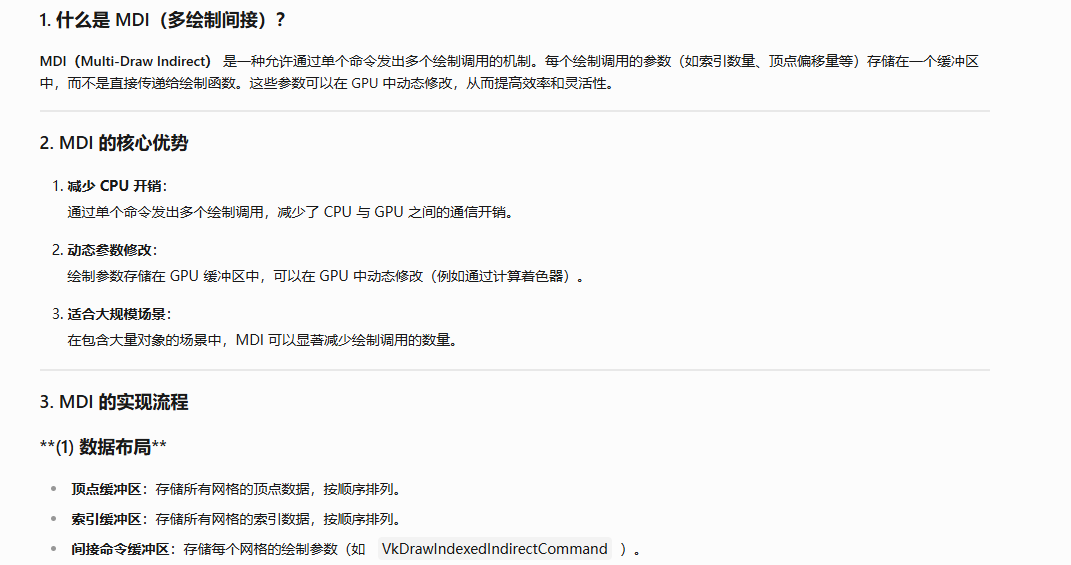 1. 什么是 MDI（多绘制间接）？
MDI（Multi-Draw Indirect） 是一种允许通过单个命令发出多个绘制调用的机制。每个绘制调用的参数（如索引数量、顶点偏移量等）存储在一个缓冲区
中，而不是直接传递给绘制函数。这些参数可以在 GPU 中动态修改，从而提高效率和灵活性。
2. MDI 的核心优势
1. 减少 CPU 开销：
通过单个命令发出多个绘制调用，减少了 CPU 与 GPU 之间的通信开销。
2. 动态参数修改：
绘制参数存储在 GPU 缓冲区中，可以在 GPU 中动态修改（例如通过计算着色器）。
3. 适合大规模场景：
在包含大量对象的场景中，MDI 可以显著减少绘制调用的数量。
3. MDI 的实现流程
**(1) 数据布局**
• 顶点缓冲区：存储所有网格的顶点数据，按顺序排列。
• 索引缓冲区：存储所有网格的索引数据，按顺序排列。
• 间接命令缓冲区：存储每个网格的绘制参数（如 VkDrawIndexedIndirectCommand ）。